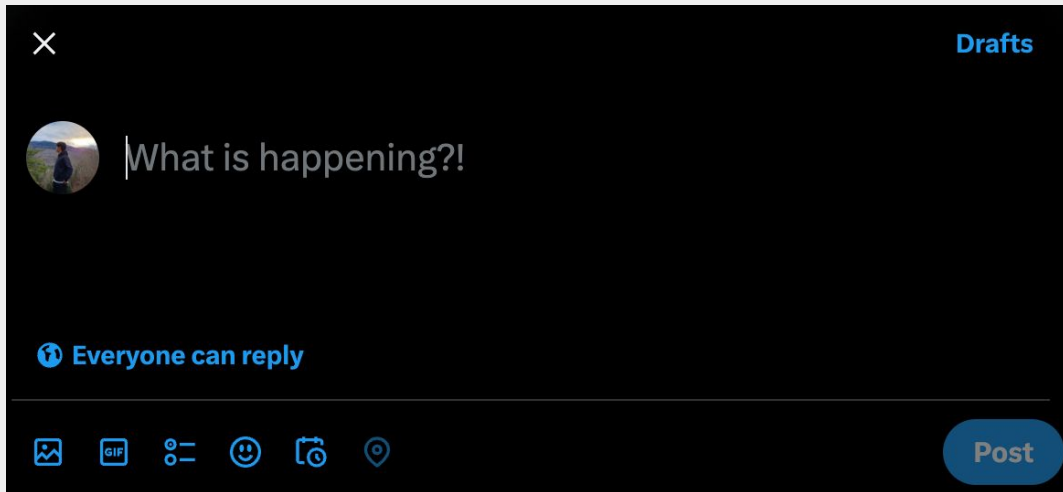 Drafts
What is happening?!
Everyone can reply
GIF
Post